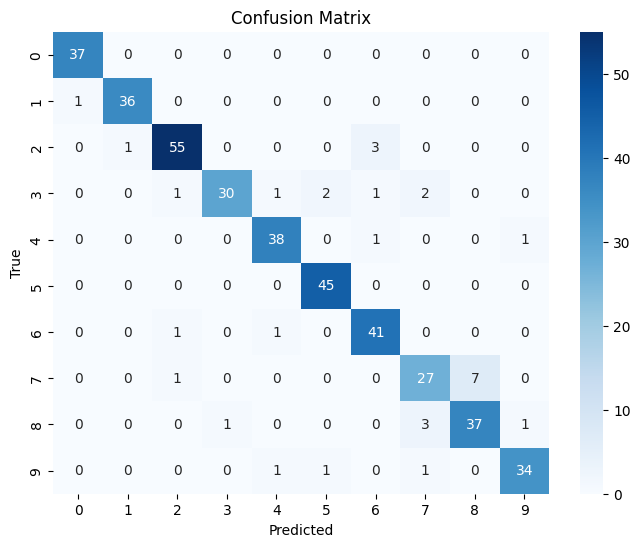 Confusion Matrix
True
0 37 0 0 0 0 0 0 0 0 0
1 1 36 0 0 0 0 0 0 0 0
2 0 1 55 0 0 0 3 0 0 0
3 0 0 1 30 1 2 1 2 0 0
4 0 0 0 0 38 0 1 0 0 1
5 0 0 0 0 0 45 0 0 0 0
6 0 0 1 0 1 0 41 0 0 0
7 0 0 1 0 0 0 0 27 7 0
8 0 0 0 1 0 0 0 3 37 1
9 0 0 0 0 1 1 0 1 0 34
0 1 2 3 4 5 6 7 8 9
Predicted
50
40
30
20
10
0